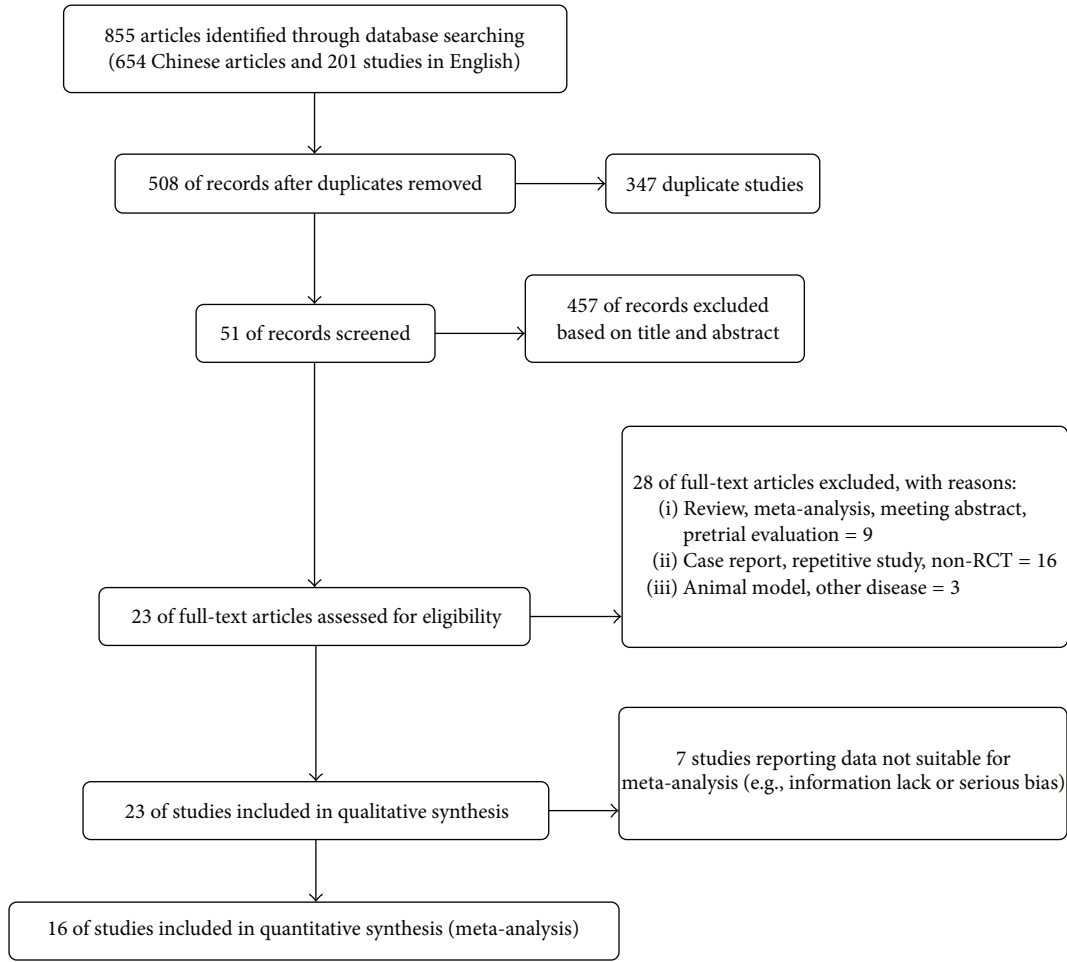 855 articles identified through database searching
(654 Chinese articles and 201 studies in English)
508 of records after duplicates removed
347 duplicate studies
51 of records screened
457 of records excluded
based on title and abstract
28 of full-text articles excluded, with reasons:
(i) Review, meta-analysis, meeting abstract,
pretrial evaluation = 9
(ii) Case report, repetitive study, non-RCT = 16
(iii) Animal model, other disease = 3
23 of full-text articles assessed for eligibility
7 studies reporting data not suitable for
meta-analysis (e.g., information lack or serious bias)
23 of studies included in qualitative synthesis
16 of studies included in quantitative synthesis (meta-analysis)